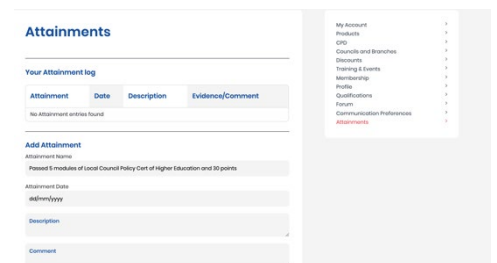 Attainments
Your Attainment log
Attainment Date Description Evidence/Comment
No Attainment entries found
Add Attainment
Attainment Name
Passed 5 modules of Local Council Policy Cert of Higher Education and 30 points
Attainment Date
dd/mm/yyyy
Description
Comment
My Account
Products
CPD
Councils and Branches
Discounts
Training & Events
Membership
Profile
Qualifications
Forum
Communication Preferences
Attainments